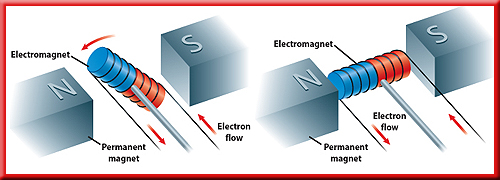 S
Electromagnet
N
Electron
flow
Permanent
magnet
S
Electromagnet
N
Electron
flow
Permanent
magnet